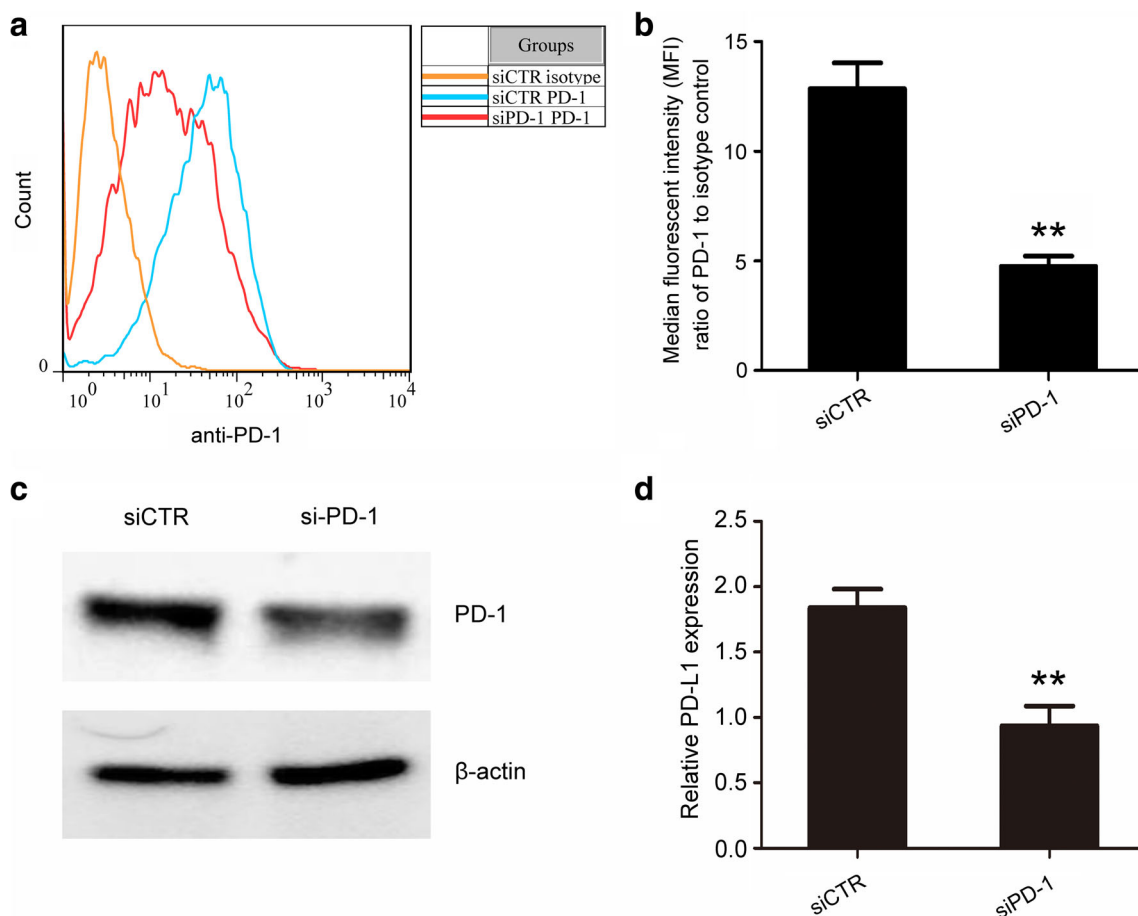 a
Count
0
10^0 10^1 10^2 10^3 10^4
anti-PD-1
Groups
siCTR isotype
siCTR PD-1
siPD-1 PD-1
b
Median fluorescent intensity (MFI)
ratio of PD-1 to isotype control
15
10
5
0
siCTR
**
siPD-1
c
siCTR si-PD-1
PD-1
β-actin
d
Relative PD-L1 expression
2.5
2.0
1.5
1.0
0.5
0.0
siCTR
**
siPD-1